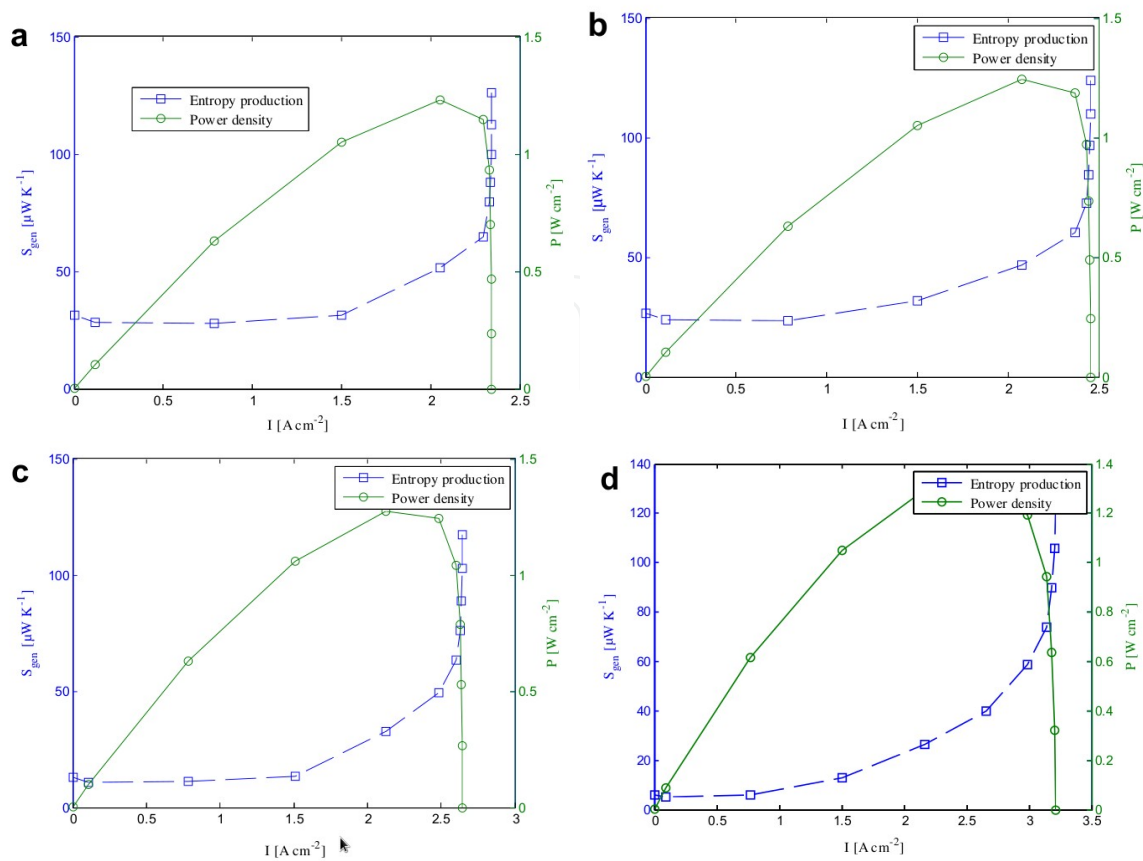 a
150
100
50
0
S_gen [µW K⁻¹]
Entropy production
Power density
1.5
1
0.5
0
P [W cm⁻²]
0 0.5 1 1.5 2 2.5
I [A cm⁻²]
b
150
100
50
0
S_gen [µW K⁻¹]
Entropy production
Power density
1.5
1
0.5
0
P [W cm⁻²]
0 0.5 1 1.5 2 2.5
I [A cm⁻²]
c
150
100
50
0
S_gen [µW K⁻¹]
Entropy production
Power density
1.5
1
0.5
0
P [W cm⁻²]
0 0.5 1 1.5 2 2.5 3
I [A cm⁻²]
d
140
120
100
80
60
40
20
0
S_gen [µW K⁻¹]
Entropy production
Power density
1.4
1.2
1
0.8
0.6
0.4
0.2
0
P [W cm⁻²]
0 0.5 1 1.5 2 2.5 3 3.5
I [A cm⁻²]